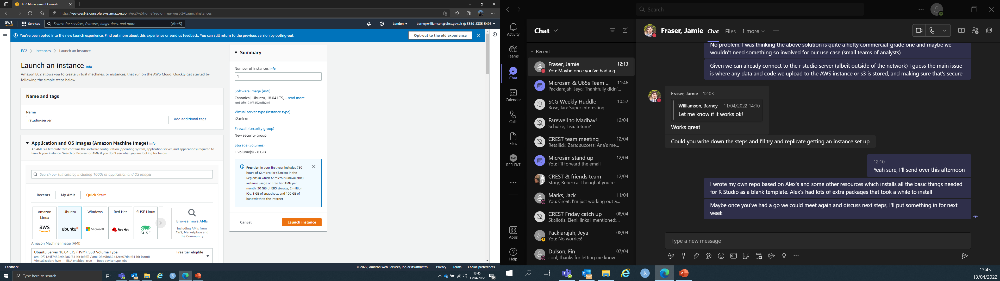 EC2 Management Console
https://eu-west-2.console.aws.amazon.com/ec2/v2/home?region=eu-west-2#LaunchInstances:
aws
Services
Search for services, features, blogs, docs, and more
[Alt+S]
London
barney.williamson@dhsc.gov.uk @ 3359-2335-5498
You've been opted into the new launch experience. Find out more about this experience or send us feedback. You can still return to the previous version by opting-out.
Opt-out to the old experience
EC2 > Instances > Launch an instance
Launch an instance Info
Amazon EC2 allows you to create virtual machines, or instances, that run on the AWS Cloud. Quickly get started by
following the simple steps below.
Name and tags
Name
rstudio-server
Add additional tags
Application and OS Images (Amazon Machine Image) Info
An AMI is a template that contains the software configuration (operating system, application server, and applications) required to
launch your instance. Search or Browse for AMIs if you don't see what you are looking for below
Search our full catalog including 1000s of application and OS images
Recents
My AMIs
Quick Start
Amazon
Linux
aws
Ubuntu
ubuntu
Windows
Microsoft
Red Hat
Red Hat
SUSE Linux
SUSE
Browse more AMIs
Including AMIs from
AWS, Marketplace and
the Community
Amazon Machine Image (AMI)
Ubuntu Server 18.04 LTS (HVM), SSD Volume Type
Free tier eligible
ami-0f9124f7452cdb2a6 (64-bit (x86)) / ami-05d9b862442ea07db (64-bit (Arm))
Virtualization: hvm ENA enabled: true Root device type: ebs
Summary
Number of instances Info
1
Software Image (AMI)
Canonical, Ubuntu, 18.04 LTS, ...read more
ami-0f9124f7452cdb2a6
Virtual server type (instance type)
t2.micro
Firewall (security group)
New security group
Storage (volumes)
1 volume(s) - 8 GiB
Free tier: In your first year includes 750
hours of t2.micro (or t3.micro in the
Regions in which t2.micro is unavailable)
instance usage on free tier AMIs per
month, 30 GiB of EBS storage, 2 million
IOs, 1 GB of snapshots, and 100 GB of
bandwidth to the internet
Cancel
Launch instance
Feedback
© 2022, Amazon Web Services, Inc. or its affiliates.
Privacy
Terms
Cookie preferences
Type here to search
13:45
13/04/2022
19
Search
Activity
Teams
Chat
Calendar
Calls
Files
REFLEKT
Apps
Help
Chat
Recent
Fraser, Jamie 12:13
You: Maybe once you've had a g...
Microsim & U65s Team ... 11:46
Packiarajah, Jeya: Thankfully didn'...
SCG Weekly Huddle 10:52
Rose, Ian: Super interesting.
Farewell to Madhav! 12/04
Schulze, Lisa: tetum?
CREST team meeting 12/04
Retallick, Zara: success: Ana's me...
Microsim stand up 12/04
You: I'll forward the email
CREST & friends team 12/04
Story, Rebecca: Though if you're ...
Marks, Jack 11/04
You: Great. I'm just working out a...
CREST Friday catch up 08/04
Skaliotis, Eleni: links I mentioned:...
Packiarajah, Jeya 08/04
You: No worries!
Dulson, Fin 07/04
cool, thanks for letting me know
Fraser, Jamie
Chat
Files
1 more
No problem, I was thinking the above solution is quite a hefty commercial-grade one and maybe we
wouldn't need something so involved for our use case (small teams of analysts)
Given we can already connect to the r studio server (albeit outside of the network) I guess the main issue
is where any data and code we upload to the AWS instance or s3 is stored, and making sure that's secure
Fraser, Jamie 12:03
Williamson, Barney 11/04/2022 14:10
Let me know if it works ok!
Works great
Could you write down the steps and I'll try and replicate getting an instance set up
12:10
Yeah sure, I'll send over this afternoon
I wrote my own repo based on Alex's and some other resources which installs all the basic things needed
for R Studio as a blank template. Alex's had lots of extra packages that took a while to install
Maybe once you've had a go we could meet again and discuss next steps, I'll put something in for next
week
Type a new message
GIF
13:45
13/04/2022